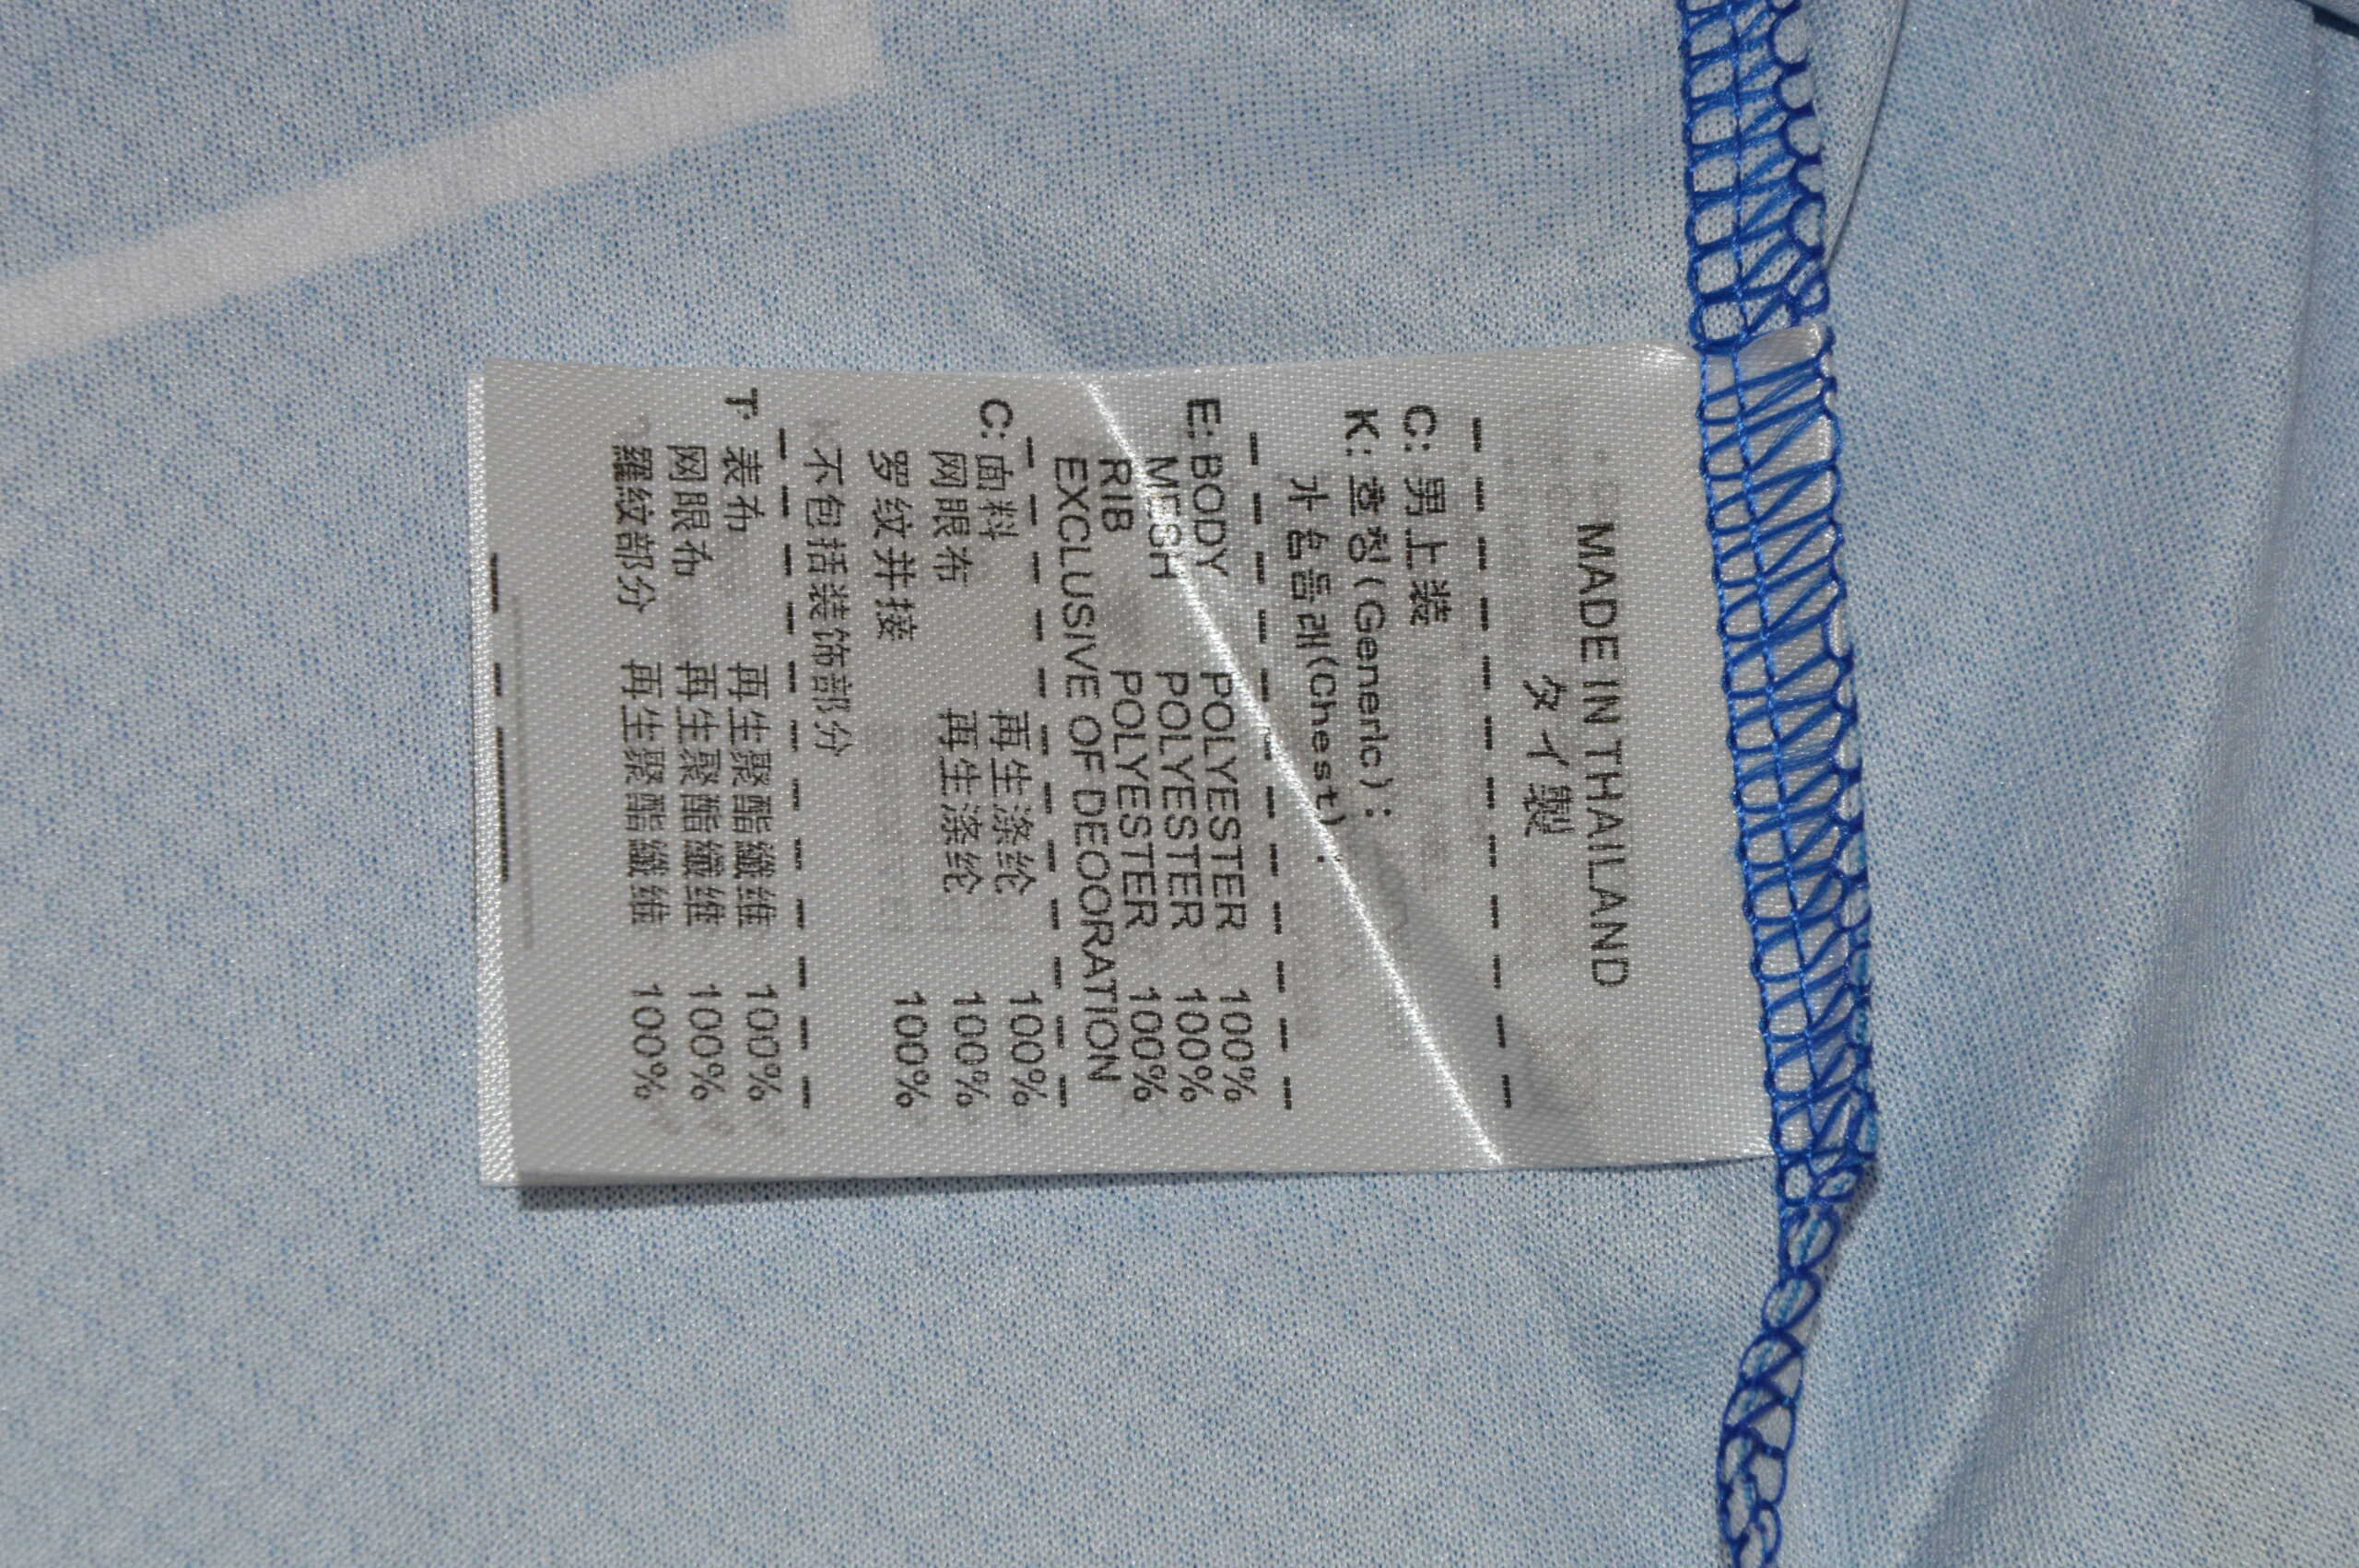 MADE IN THAILAND
タイ製
C: 男上装
K: 호칭(Generic):
가슴둘레(Chest):
E: BODY POLYESTER 100%
MESH POLYESTER 100%
RIB POLYESTER 100%
EXCLUSIVE OF DEOORATION
C: 面料 再生涤纶 100%
网眼布 再生涤纶 100%
罗纹并接 100%
不包括装饰部分
T: 表布 再生聚酯纖維 100%
网眼布 再生聚酯纖維 100%
羅纹部分 再生聚酯纖維 100%